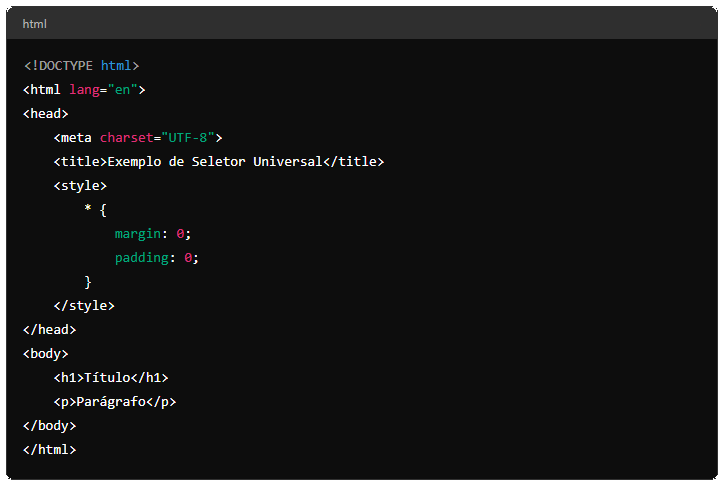 html
<!DOCTYPE html>
<html lang="en">
<head>
    <meta charset="UTF-8">
    <title>Exemplo de Seletor Universal</title>
    <style>
        * {
            margin: 0;
            padding: 0;
        }
    </style>
</head>
<body>
    <h1>Título</h1>
    <p>Parágrafo</p>
</body>
</html>